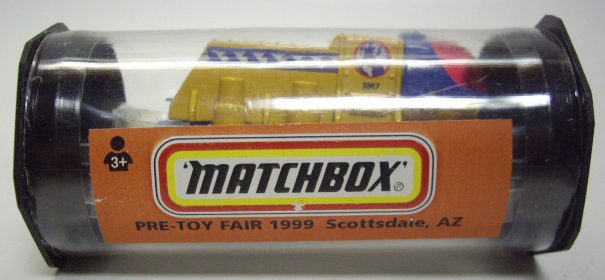 3+
'MATCHBOX'®
PRE-TOY FAIR 1999 Scottsdale, AZ